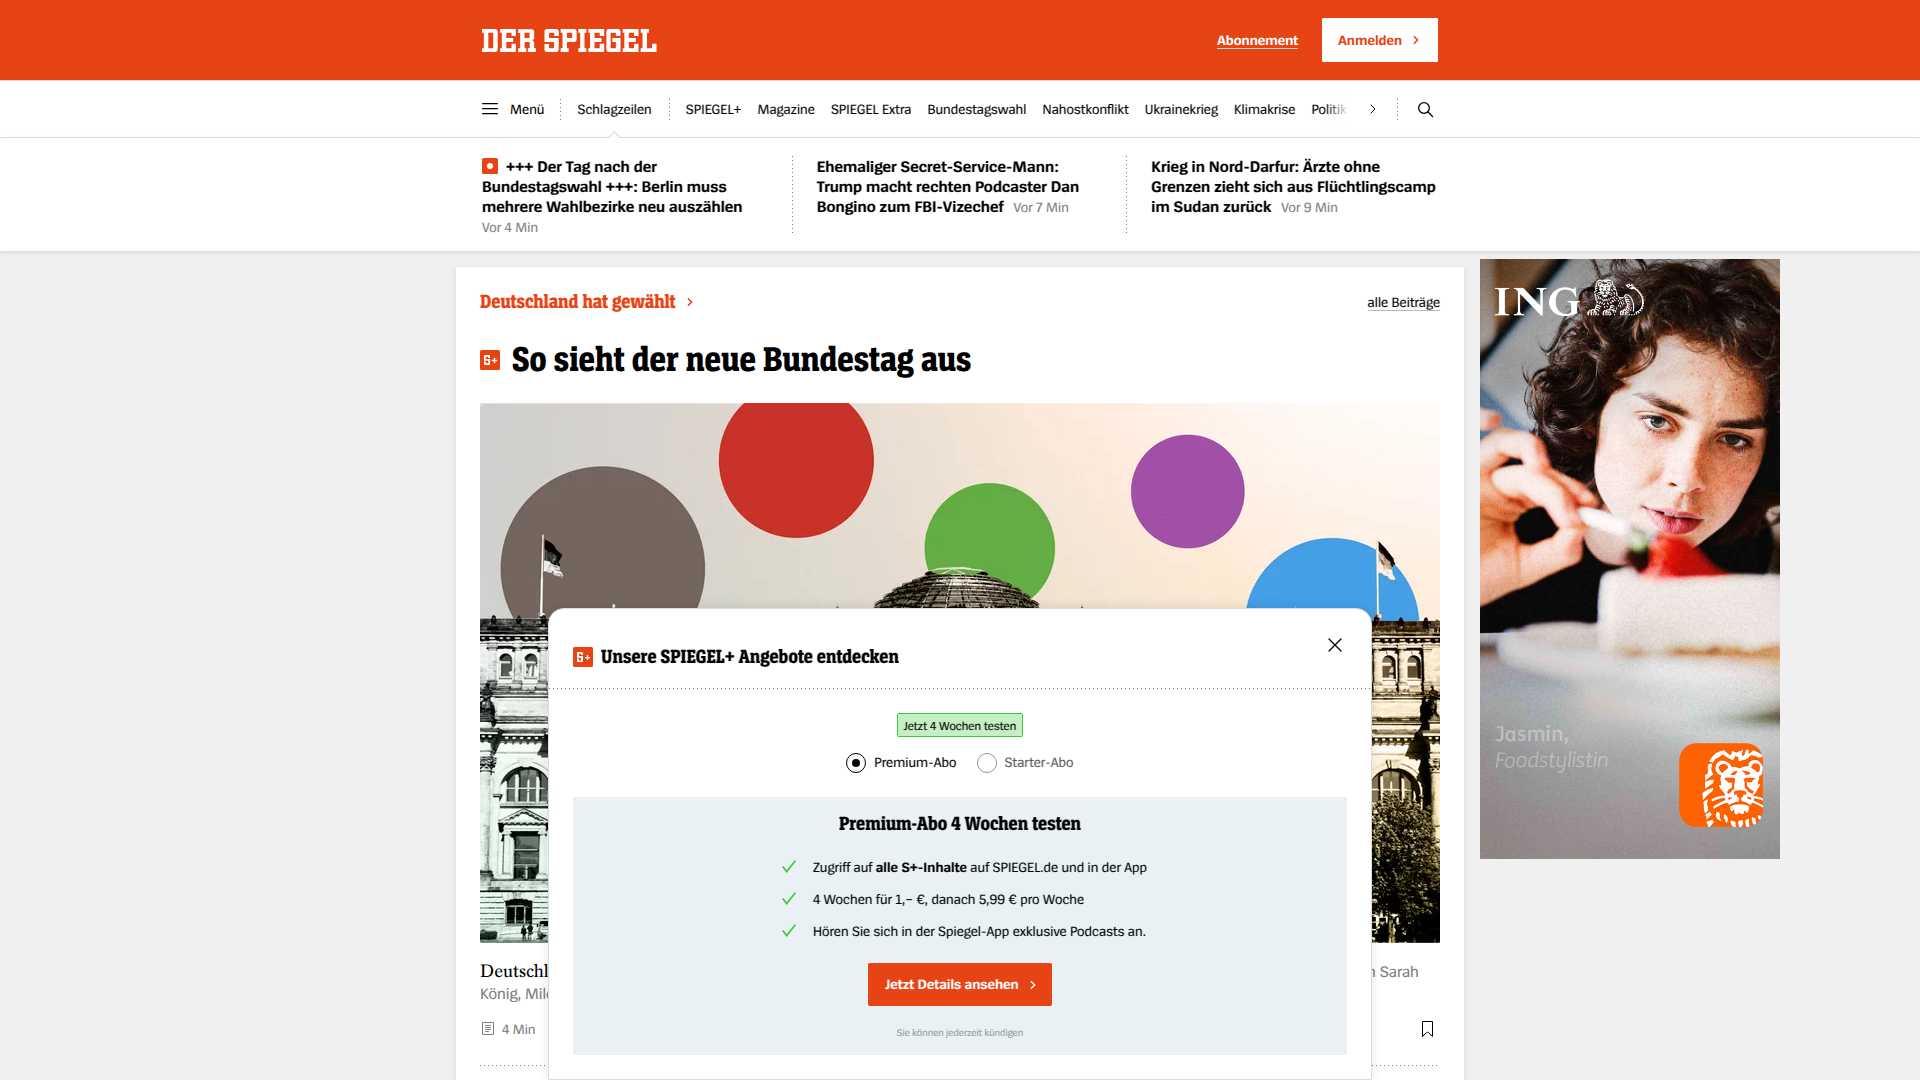 DER SPIEGEL
Abonnement
Anmelden
Menü
Schlagzeilen
SPIEGEL+
Magazine
SPIEGEL Extra
Bundestagswahl
Nahostkonflikt
Ukrainekrieg
Klimakrise
Politik
+++ Der Tag nach der
Bundestagswahl +++: Berlin muss
mehrere Wahlbezirke neu auszählen
Vor 4 Min
Ehemaliger Secret-Service-Mann:
Trump macht rechten Podcaster Dan
Bongino zum FBI-Vizechef Vor 7 Min
Krieg in Nord-Darfur: Ärzte ohne
Grenzen zieht sich aus Flüchtlingscamp
im Sudan zurück Vor 9 Min
Deutschland hat gewählt
alle Beiträge
S+ So sieht der neue Bundestag aus
ING
Jasmin,
Foodstylistin
S+ Unsere SPIEGEL+ Angebote entdecken
Jetzt 4 Wochen testen
Premium-Abo
Starter-Abo
Premium-Abo 4 Wochen testen
Zugriff auf alle S+-Inhalte auf SPIEGEL.de und in der App
4 Wochen für 1,– €, danach 5,99 € pro Woche
Hören Sie sich in der Spiegel-App exklusive Podcasts an.
Jetzt Details ansehen
Sie können jederzeit kündigen
Sarah
König,
4 Min